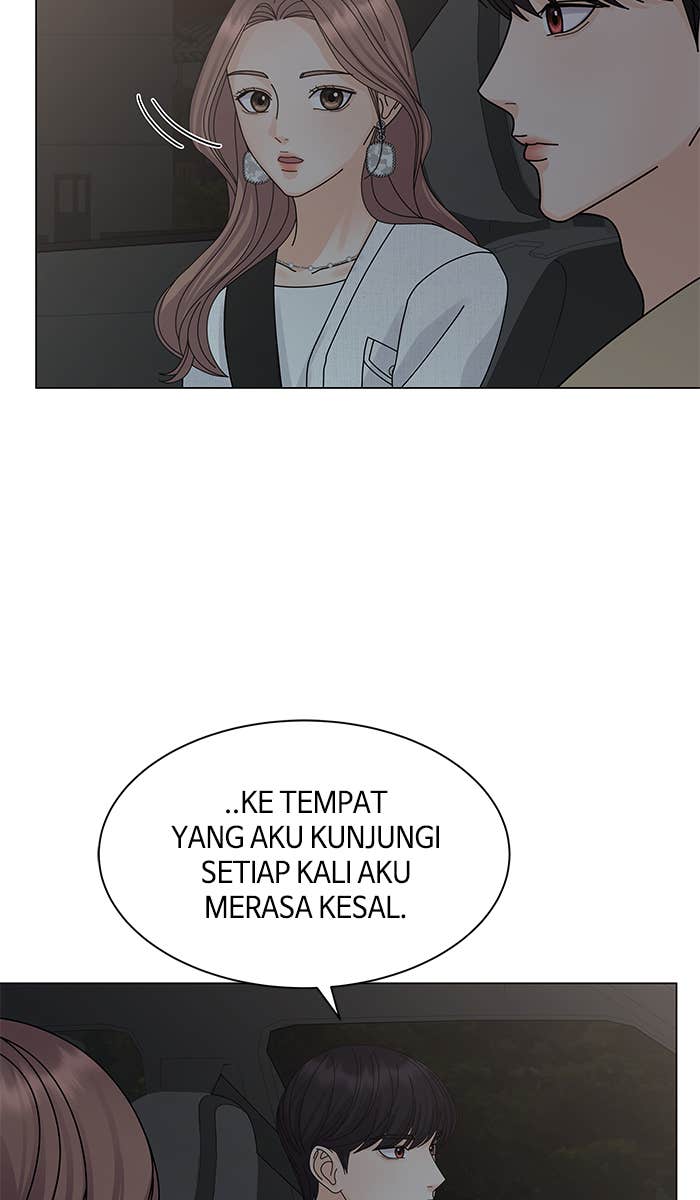 ..KE TEMPAT
YANG AKU KUNJUNGI
SETIAP KALI AKU
MERASA KESAL.